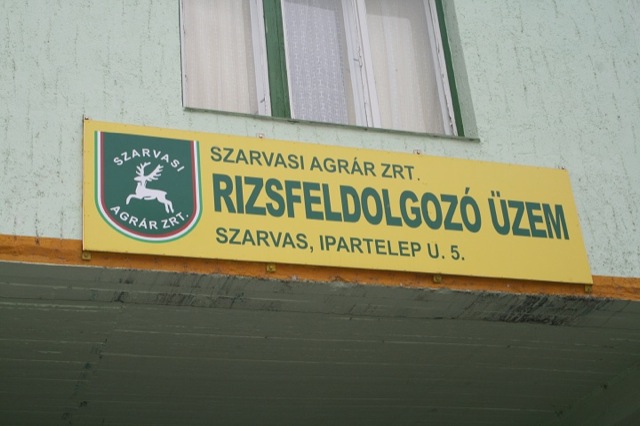 SZARVASI
AGRÁR ZRT.
SZARVASI AGRÁR ZRT.
RIZSFELDOLGOZÓ ÜZEM
SZARVAS, IPARTELEP U. 5.